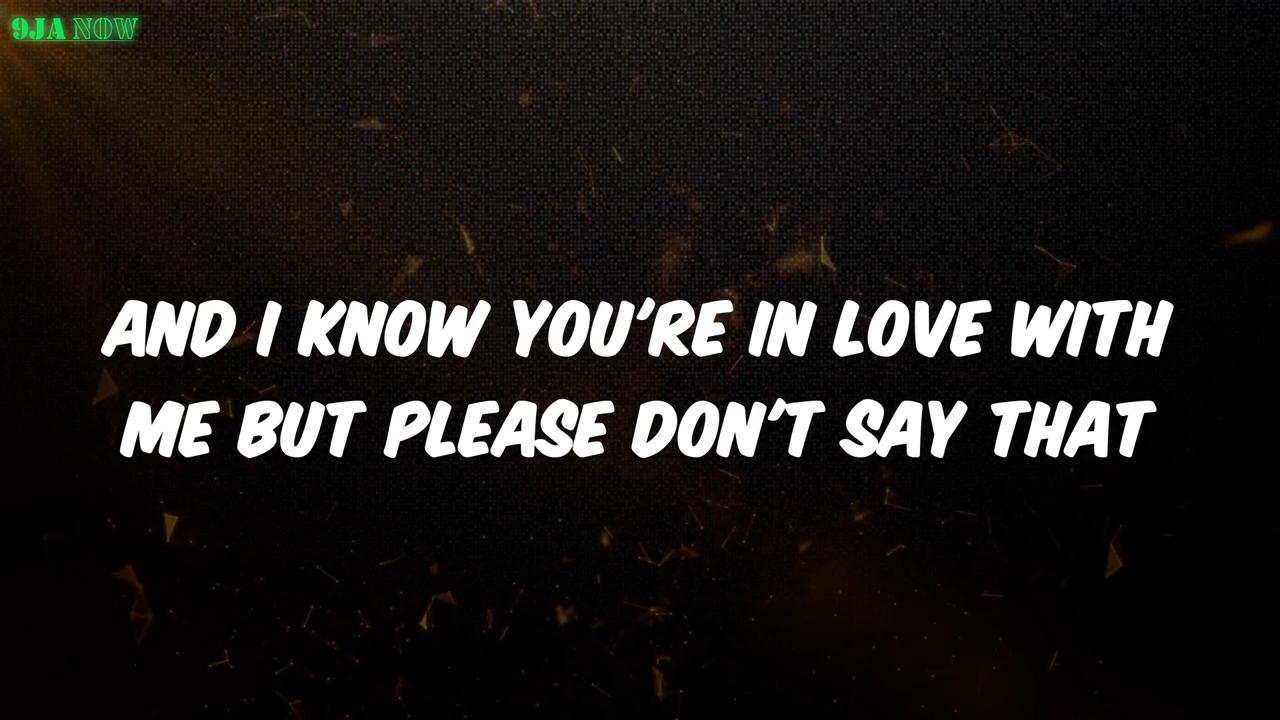 9JA NOW
AND I KNOW YOU'RE IN LOVE WITH
ME BUT PLEASE DON'T SAY THAT